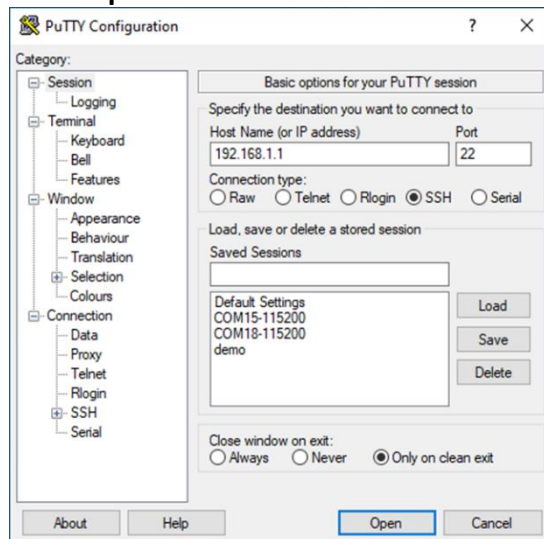 PuTTY Configuration ? ×
Category:
Session
Logging
Terminal
Keyboard
Bell
Features
Window
Appearance
Behaviour
Translation
Selection
Colours
Connection
Data
Proxy
Telnet
Rlogin
SSH
Serial
Basic options for your PuTTY session
Specify the destination you want to connect to
Host Name (or IP address) Port
192.168.1.1 22
Connection type:
Raw Telnet Rlogin SSH Serial
Load, save or delete a stored session
Saved Sessions
Default Settings
COM15-115200
COM18-115200
demo
Load
Save
Delete
Close window on exit:
Always Never Only on clean exit
About Help Open Cancel